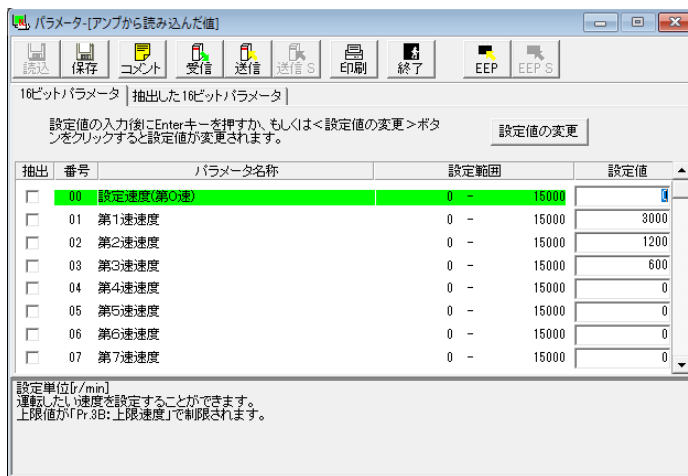 パラメータ-[アンプから読み込んだ値]
読込 保存 コメント 受信 送信 送信S 印刷 終了 EEP EEP S
16ビットパラメータ 抽出した16ビットパラメータ
設定値の入力後にEnterキーを押すか、もしくは<設定値の変更>ボタ
ンをクリックすると設定値が変更されます。
設定値の変更
抽出 番号 パラメータ名称 設定範囲 設定値
00 設定速度(第0速) 0 - 15000
01 第1速速度 0 - 15000 3000
02 第2速速度 0 - 15000 1200
03 第3速速度 0 - 15000 600
04 第4速速度 0 - 15000 0
05 第5速速度 0 - 15000 0
06 第6速速度 0 - 15000 0
07 第7速速度 0 - 15000 0
設定単位[r/min]
運転したい速度を設定することができます。
上限値が「Pr.3B:上限速度」で制限されます。